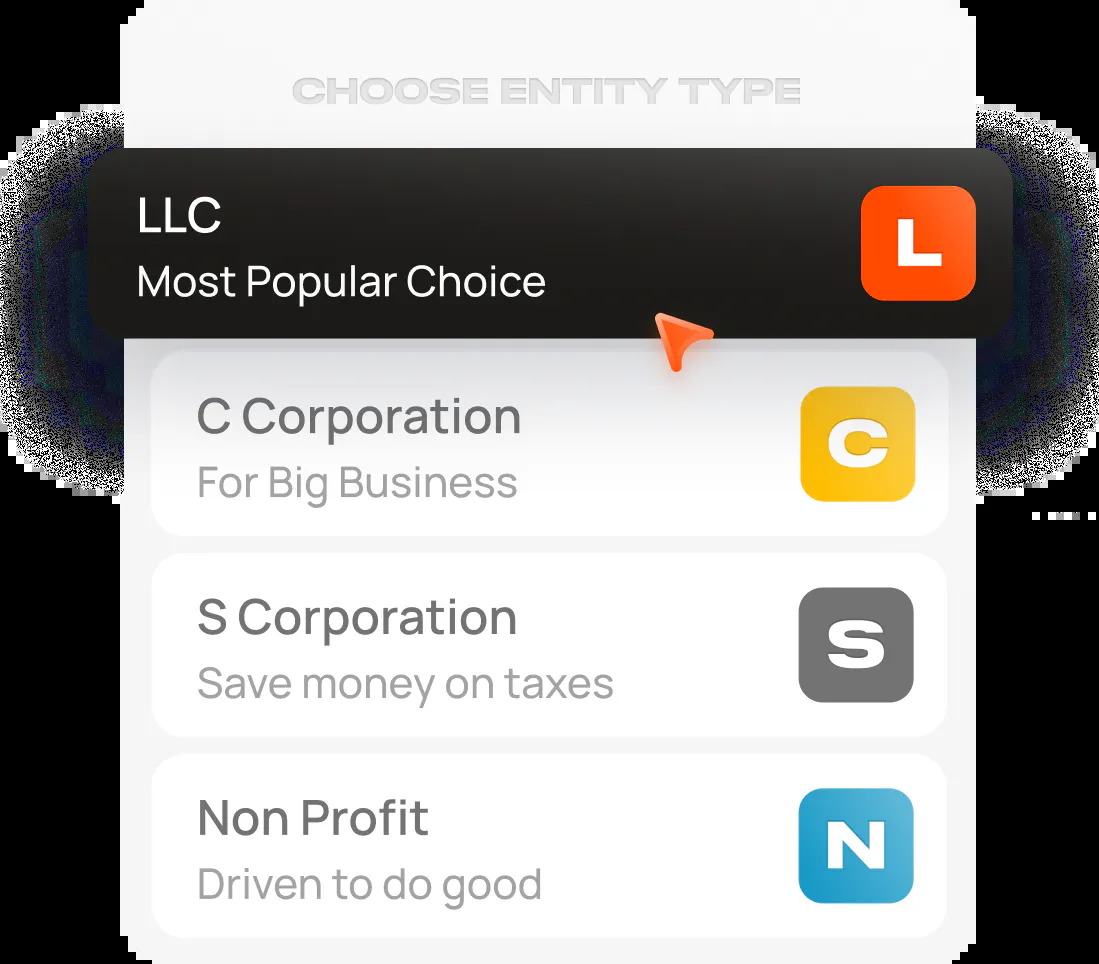 CHOOSE ENTITY TYPE
LLC
Most Popular Choice
L
C Corporation
For Big Business
C
S Corporation
Save money on taxes
S
Non Profit
Driven to do good
N